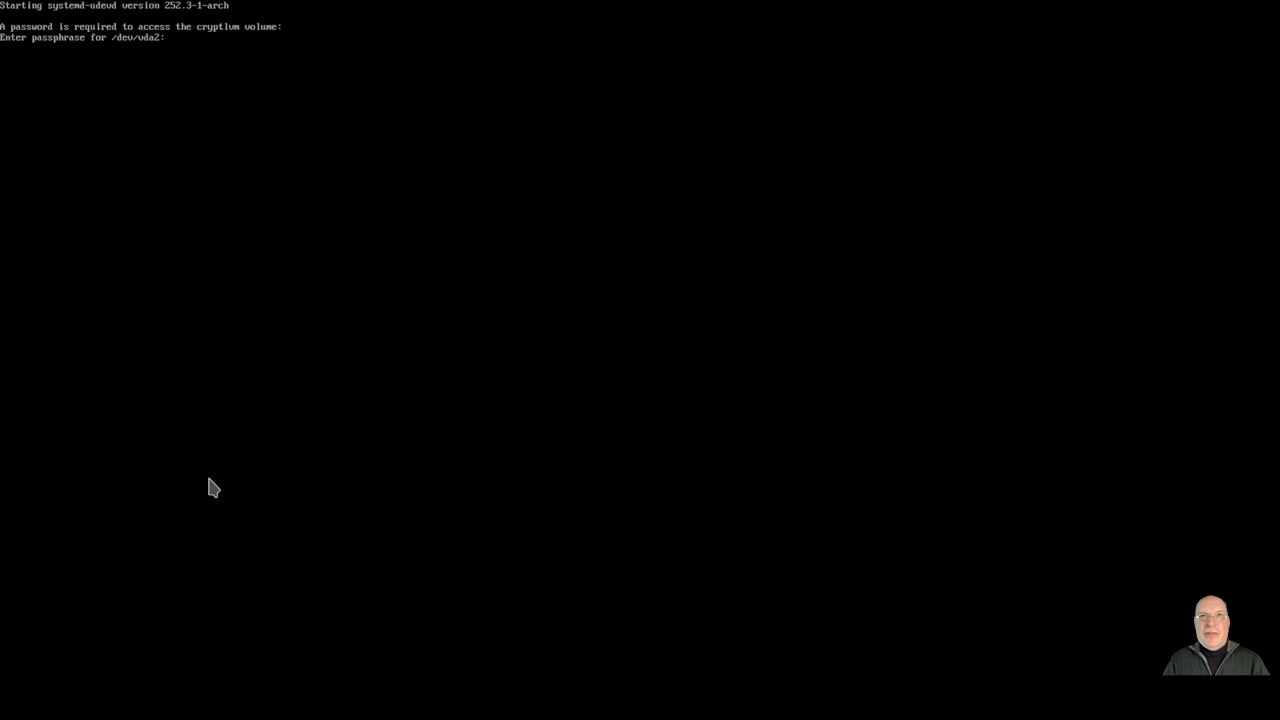 Starting systemd-udevd version 252.3-1-arch
A password is required to access the cryptlvm volume:
Enter passphrase for /dev/vda2: